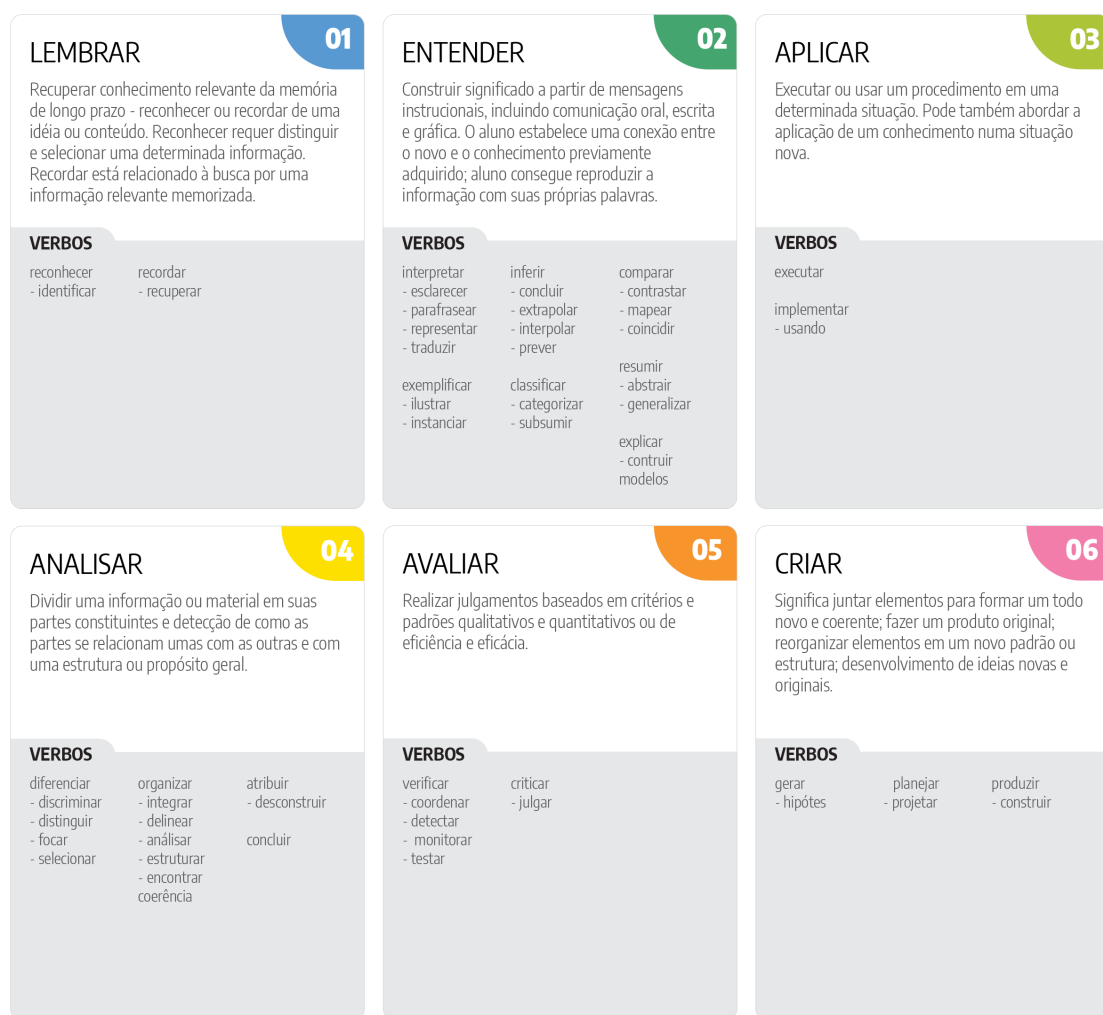 LEMBRAR
01
Recuperar conhecimento relevante da memória
de longo prazo - reconhecer ou recordar de uma
idéia ou conteúdo. Reconhecer requer distinguir
e selecionar uma determinada informação.
Recordar está relacionado à busca por uma
informação relevante memorizada.
VERBOS
reconhecer
- identificar
recordar
- recuperar
ENTENDER
02
Construir significado a partir de mensagens
instrucionais, incluindo comunicação oral, escrita
e gráfica. O aluno estabelece uma conexão entre
o novo e o conhecimento previamente
adquirido; aluno consegue reproduzir a
informação com suas próprias palavras.
VERBOS
interpretar
- esclarecer
- parafrasear
- representar
- traduzir
exemplificar
- ilustrar
- instanciar
inferir
- concluir
- extrapolar
- interpolar
- prever
classificar
- categorizar
- subsumir
comparar
- contrastar
- mapear
- coincidir
resumir
- abstrair
- generalizar
explicar
- contruir
modelos
APLICAR
03
Executar ou usar um procedimento em uma
determinada situação. Pode também abordar a
aplicação de um conhecimento numa situação
nova.
VERBOS
executar
implementar
- usando
ANALISAR
04
Dividir uma informação ou material em suas
partes constituintes e detecção de como as
partes se relacionam umas com as outras e com
uma estrutura ou propósito geral.
VERBOS
diferenciar
- discriminar
- distinguir
- focar
- selecionar
organizar
- integrar
- delinear
- análisar
- estruturar
- encontrar
coerência
atribuir
- desconstruir
concluir
AVALIAR
05
Realizar julgamentos baseados em critérios e
padrões qualitativos e quantitativos ou de
eficiência e eficácia.
VERBOS
verificar
- coordenar
- detectar
- monitorar
- testar
criticar
- julgar
CRIAR
06
Significa juntar elementos para formar um todo
novo e coerente; fazer um produto original;
reorganizar elementos em um novo padrão ou
estrutura; desenvolvimento de ideias novas e
originais.
VERBOS
gerar
- hipótes
planejar
- projetar
produzir
- construir